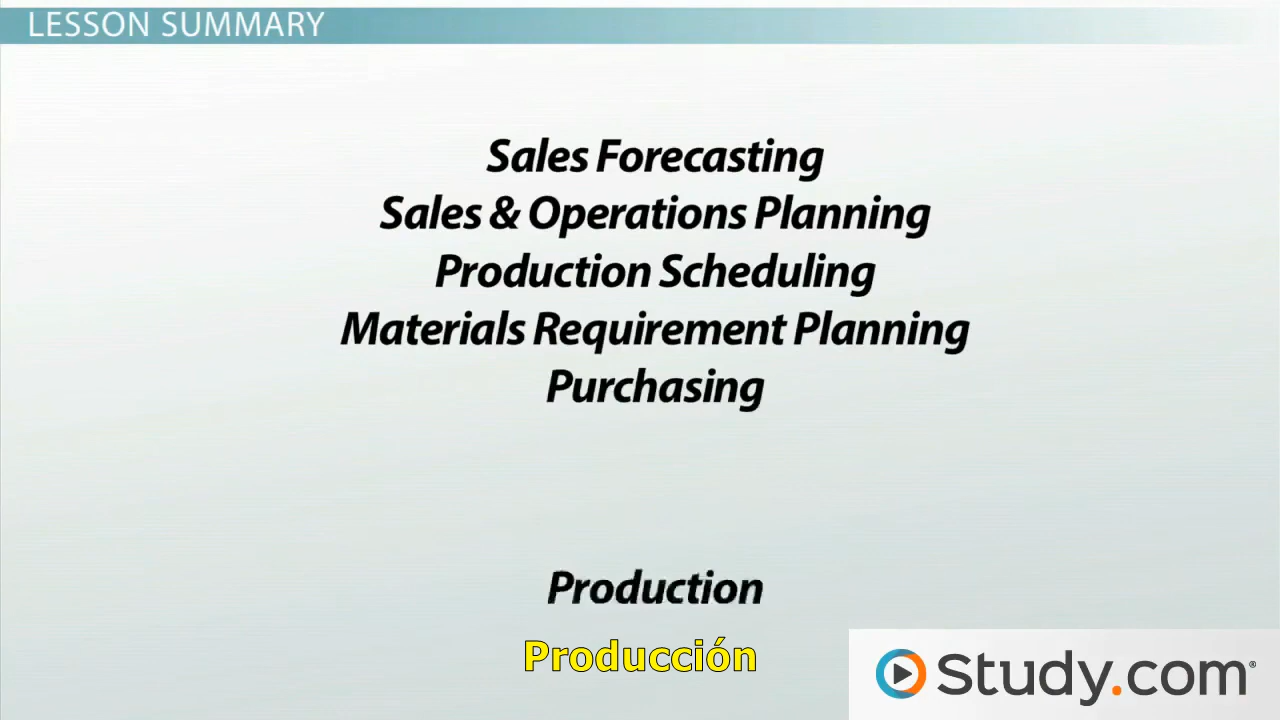 LESSON SUMMARY
Sales Forecasting
Sales & Operations Planning
Production Scheduling
Materials Requirement Planning
Purchasing
Production
Producción
Study.com®